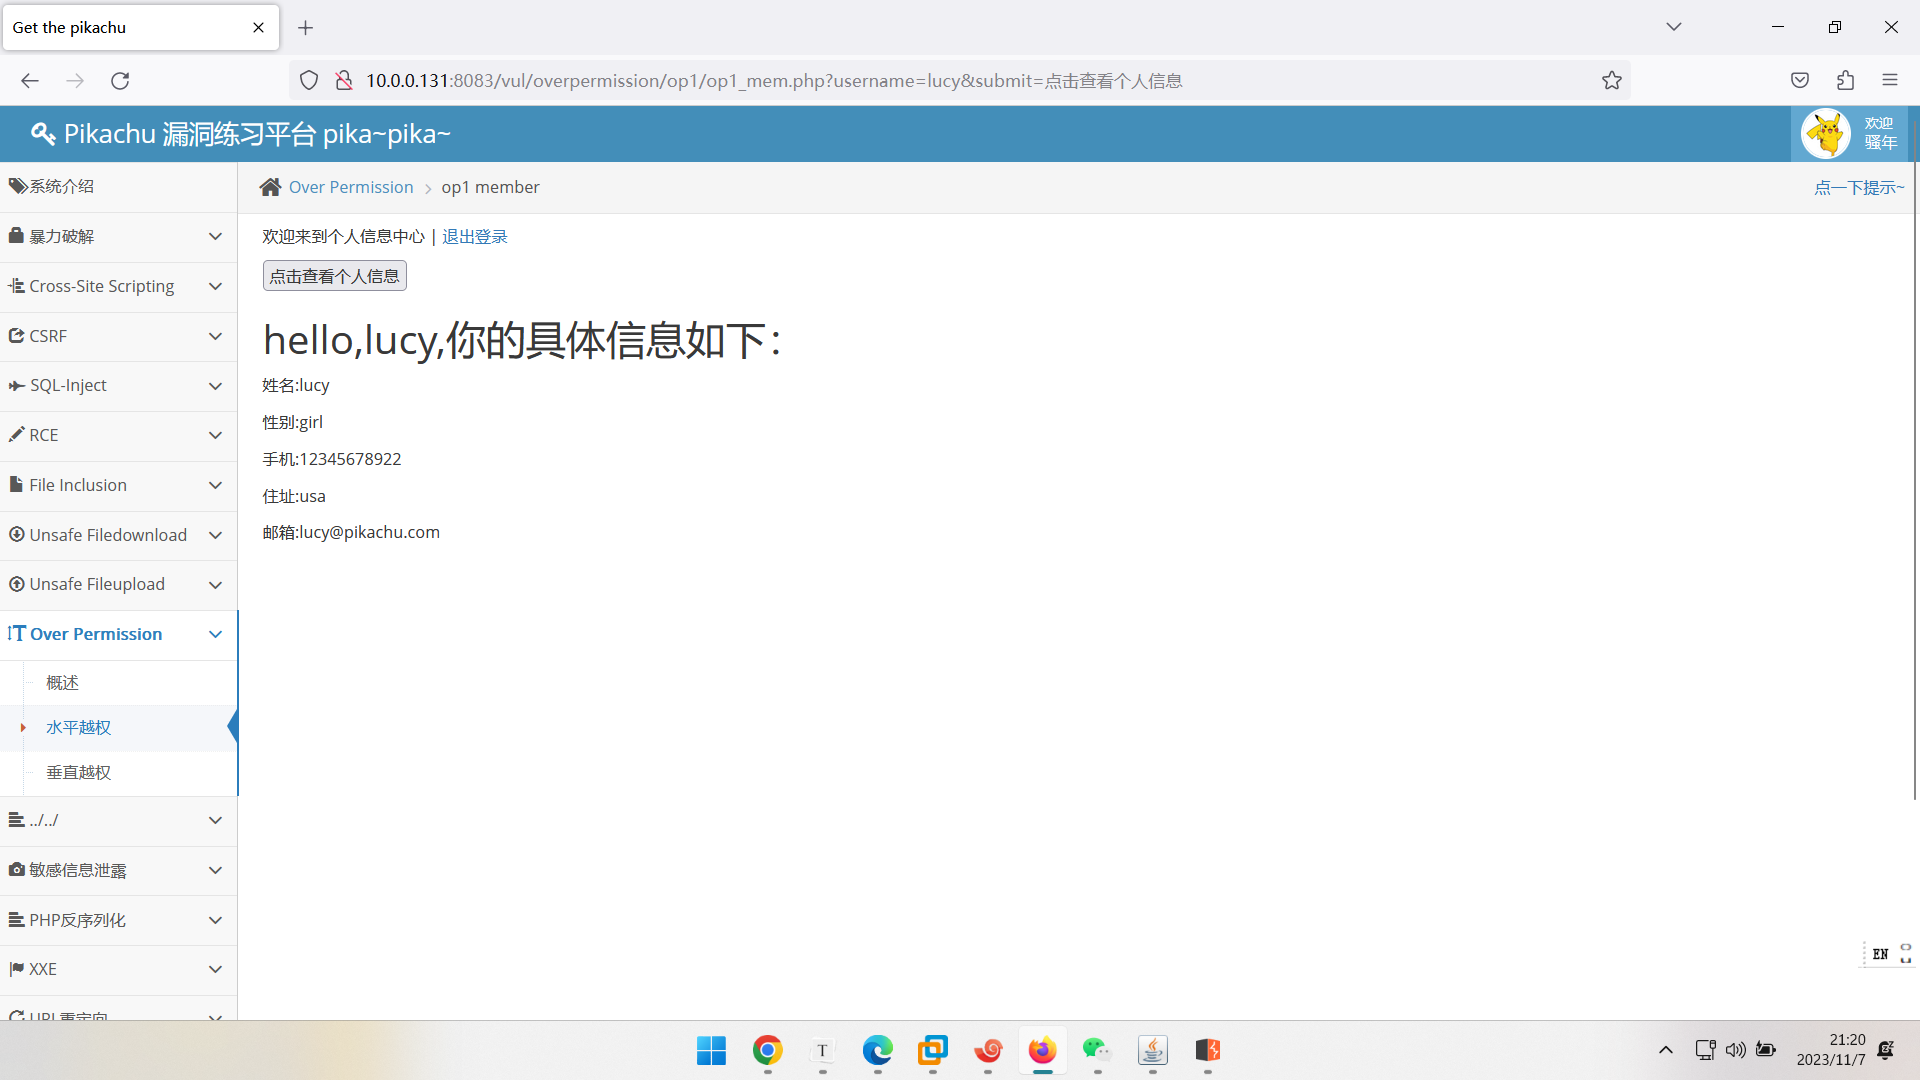 Get the pikachu
10.0.0.131:8083/vul/overpermission/op1/op1_mem.php?username=lucy&submit=点击查看个人信息
Pikachu 漏洞练习平台 pika~pika~
欢迎
骚年
系统介绍
暴力破解
Cross-Site Scripting
CSRF
SQL-Inject
RCE
File Inclusion
Unsafe Filedownload
Unsafe Fileupload
Over Permission
概述
水平越权
垂直越权
../../
敏感信息泄露
PHP反序列化
XXE
URL重定向
Over Permission
op1 member
点一下提示~
欢迎来到个人信息中心 | 退出登录
点击查看个人信息
hello,lucy,你的具体信息如下：
姓名:lucy
性别:girl
手机:12345678922
住址:usa
邮箱:lucy@pikachu.com
EN
T
21:20
2023/11/7